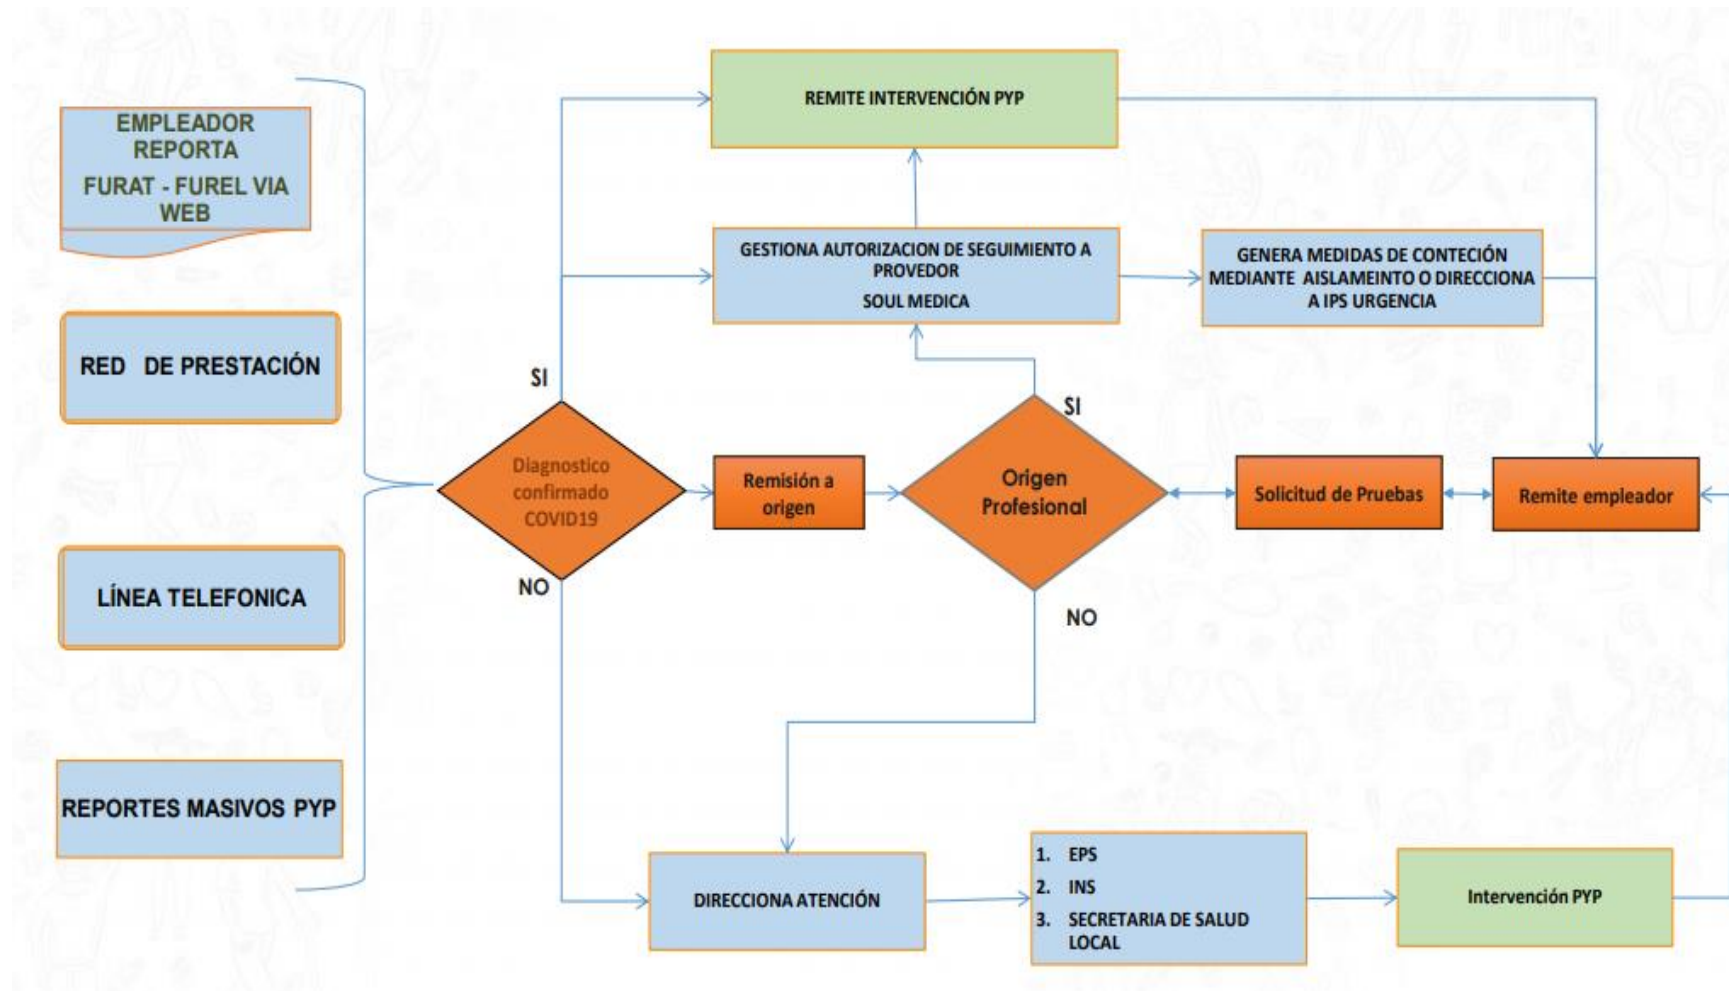 EMPLEADOR
REPORTA
FURAT - FUREL VIA
WEB
RED DE PRESTACIÓN
LÍNEA TELEFONICA
REPORTES MASIVOS PYP
SI
Diagnostico
confirmado
COVID19
NO
REMITE INTERVENCIÓN PYP
GESTIONA AUTORIZACION DE SEGUIMIENTO A
PROVEDOR
SOUL MEDICA
GENERA MEDIDAS DE CONTECIÓN
MEDIANTE AISLAMEINTO O DIRECCIONA
A IPS URGENCIA
Remisión a
origen
SI
Origen
Profesional
NO
Solicitud de Pruebas
Remite empleador
DIRECCIONA ATENCIÓN
1. EPS
2. INS
3. SECRETARIA DE SALUD
LOCAL
Intervención PYP